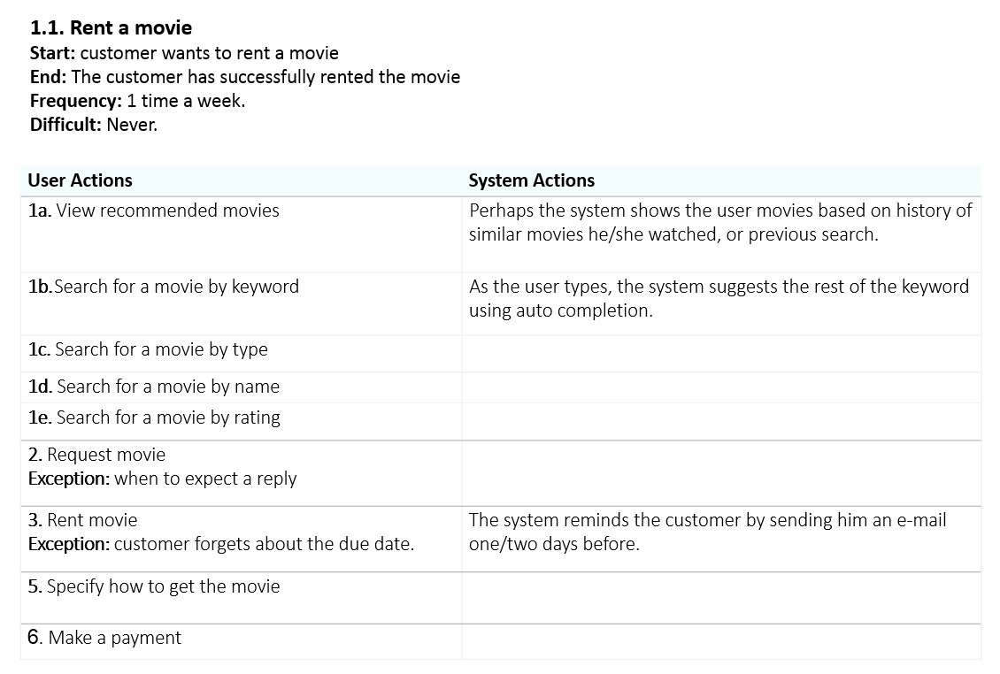 1.1. Rent a movie
Start: customer wants to rent a movie
End: The customer has successfully rented the movie
Frequency: 1 time a week.
Difficult: Never.
User Actions
System Actions
1a. View recommended movies
Perhaps the system shows the user movies based on history of
similar movies he/she watched, or previous search.
1b.Search for a movie by keyword
As the user types, the system suggests the rest of the keyword
using auto completion.
1c. Search for a movie by type
1d. Search for a movie by name
1e. Search for a movie by rating
2. Request movie
Exception: when to expect a reply
3. Rent movie
Exception: customer forgets about the due date.
The system reminds the customer by sending him an e-mail
one/two days before.
5. Specify how to get the movie
6. Make a payment